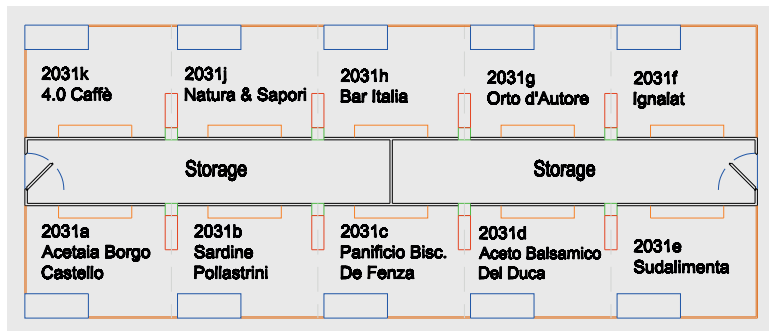 2031k
4.0 Caffè
2031j
Natura & Sapori
2031h
Bar Italia
2031g
Orto d'Autore
2031f
Ignalat
Storage
Storage
2031a
Acetaia Borgo
Castello
2031b
Sardine
Pollastrini
2031c
Panificio Bisc.
De Fenza
2031d
Aceto Balsamico
Del Duca
2031e
Sudalimenta